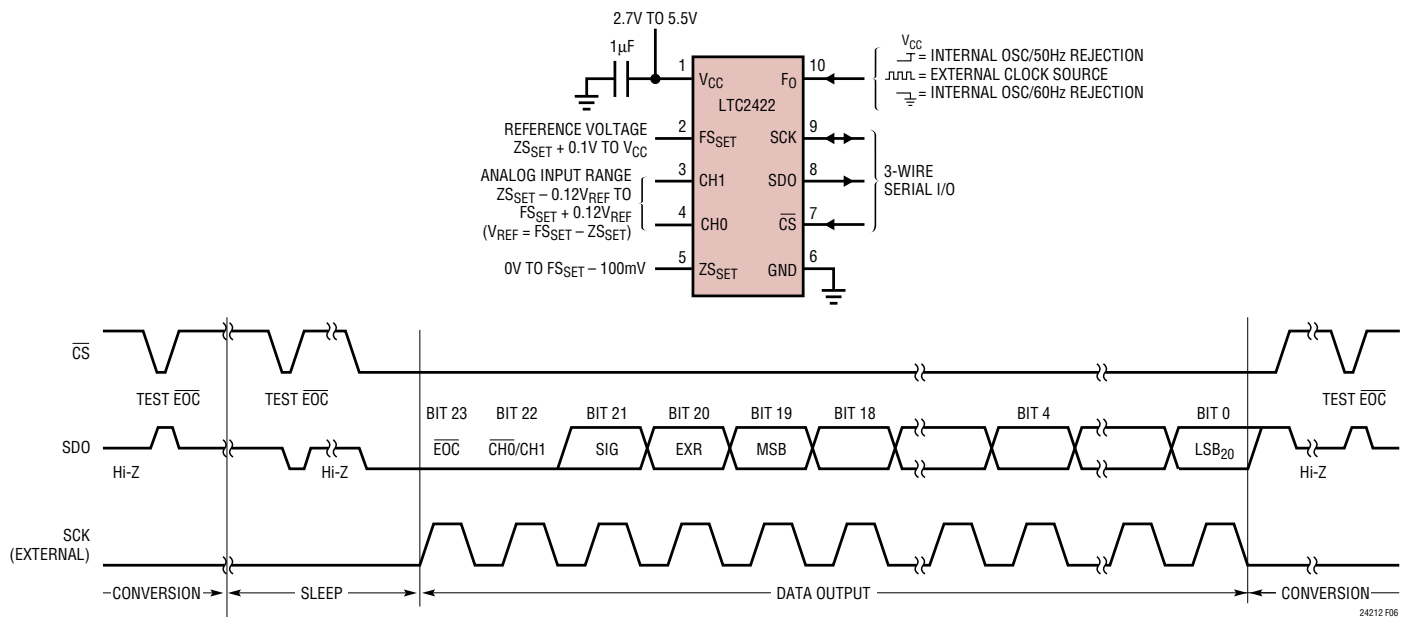 2.7V TO 5.5V
1µF
1
VCC
LTC2422
FO
10
VCC
= INTERNAL OSC/50Hz REJECTION
= EXTERNAL CLOCK SOURCE
= INTERNAL OSC/60Hz REJECTION
REFERENCE VOLTAGE
ZSSET + 0.1V TO VCC
2
FSSET
SCK
9
ANALOG INPUT RANGE
ZSSET – 0.12VREF TO
FSSET + 0.12VREF
(VREF = FSSET – ZSSET)
3
CH1
SDO
8
3-WIRE
SERIAL I/O
4
CH0
CS
7
0V TO FSSET – 100mV
5
ZSSET
GND
6
CS
TEST EOC
TEST EOC
TEST EOC
BIT 23
BIT 22
BIT 21
BIT 20
BIT 19
BIT 18
BIT 4
BIT 0
SDO
EOC
CH0/CH1
SIG
EXR
MSB
LSB20
Hi-Z
Hi-Z
Hi-Z
SCK
(EXTERNAL)
CONVERSION
SLEEP
DATA OUTPUT
CONVERSION
24212 F06